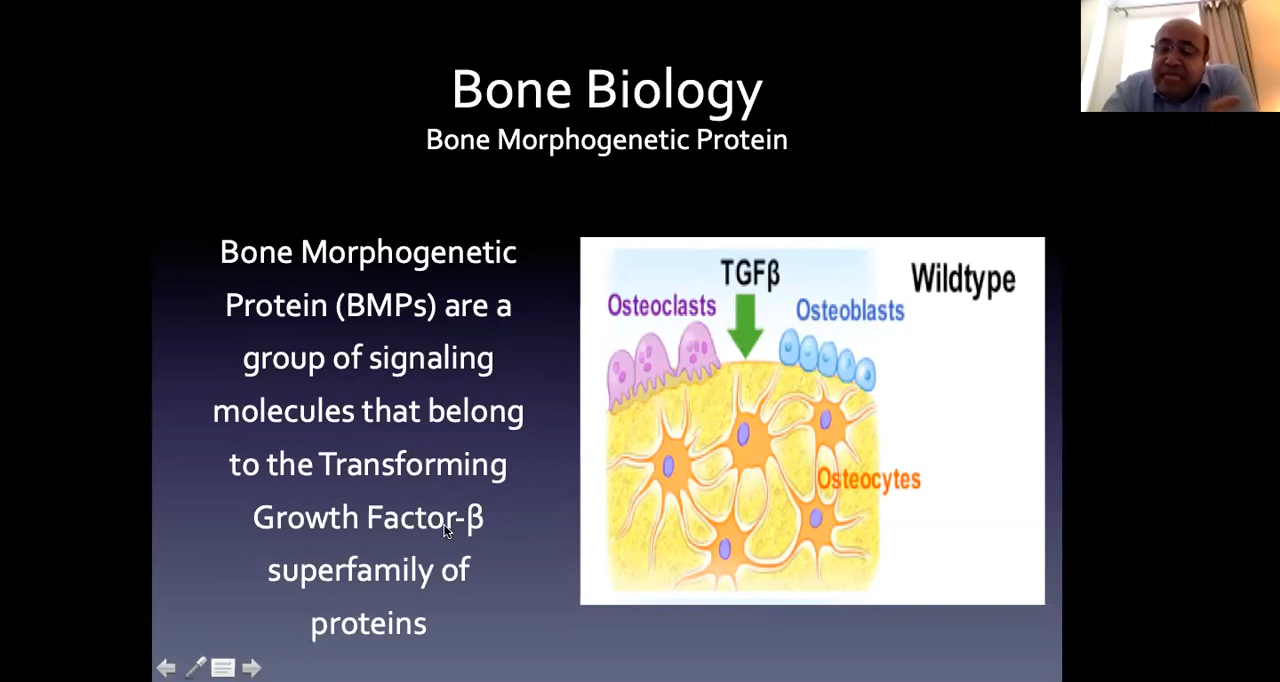 Bone Biology
Bone Morphogenetic Protein
Bone Morphogenetic
Protein (BMPs) are a
group of signaling
molecules that belong
to the Transforming
Growth Factor-β
superfamily of
proteins
TGFβ
Wildtype
Osteoclasts
Osteoblasts
Osteocytes